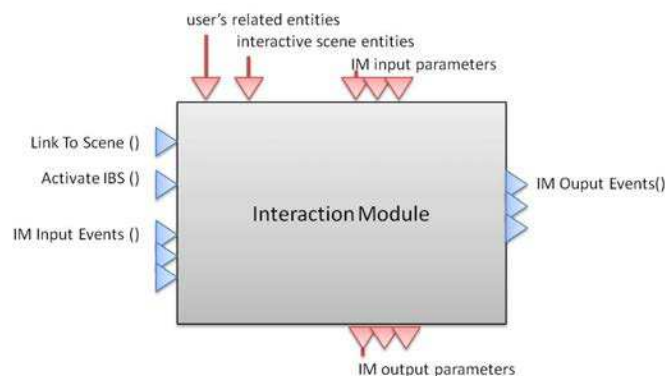 user's related entities
interactive scene entities
IM input parameters
Link To Scene ()
Activate IBS ()
IM Input Events ()
Interaction Module
IM Ouput Events()
IM output parameters